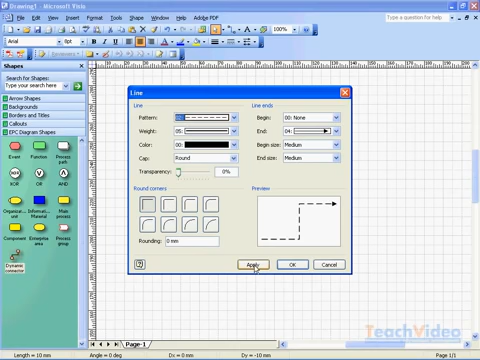 Drawing1 - Microsoft Visio
File Edit View Insert Format Tools Shape Window Help Adobe PDF
Type a question for help
100%
Arial 8pt.
Shapes
Search for Shapes:
Type your search here
Arrow Shapes
Backgrounds
Borders and Titles
Callouts
EPC Diagram Shapes
Event Function Process path
XOR V Λ
XOR OR AND
Organizational unit Information/ Material Main process
Component Enterprise area Process group
Dynamic connector
Line
Line Line ends
Pattern: Begin: 00: None
Weight: 05: End: 04:
Color: 00: Begin size: Medium
Cap: Round End size: Medium
Transparency: 0%
Round corners Preview
Rounding: 0 mm
? Apply OK Cancel
Page-1
TeachVideo
Length = 10 mm Angle = 0 deg Dx = 0 mm Dy = -10 mm Page 1/1